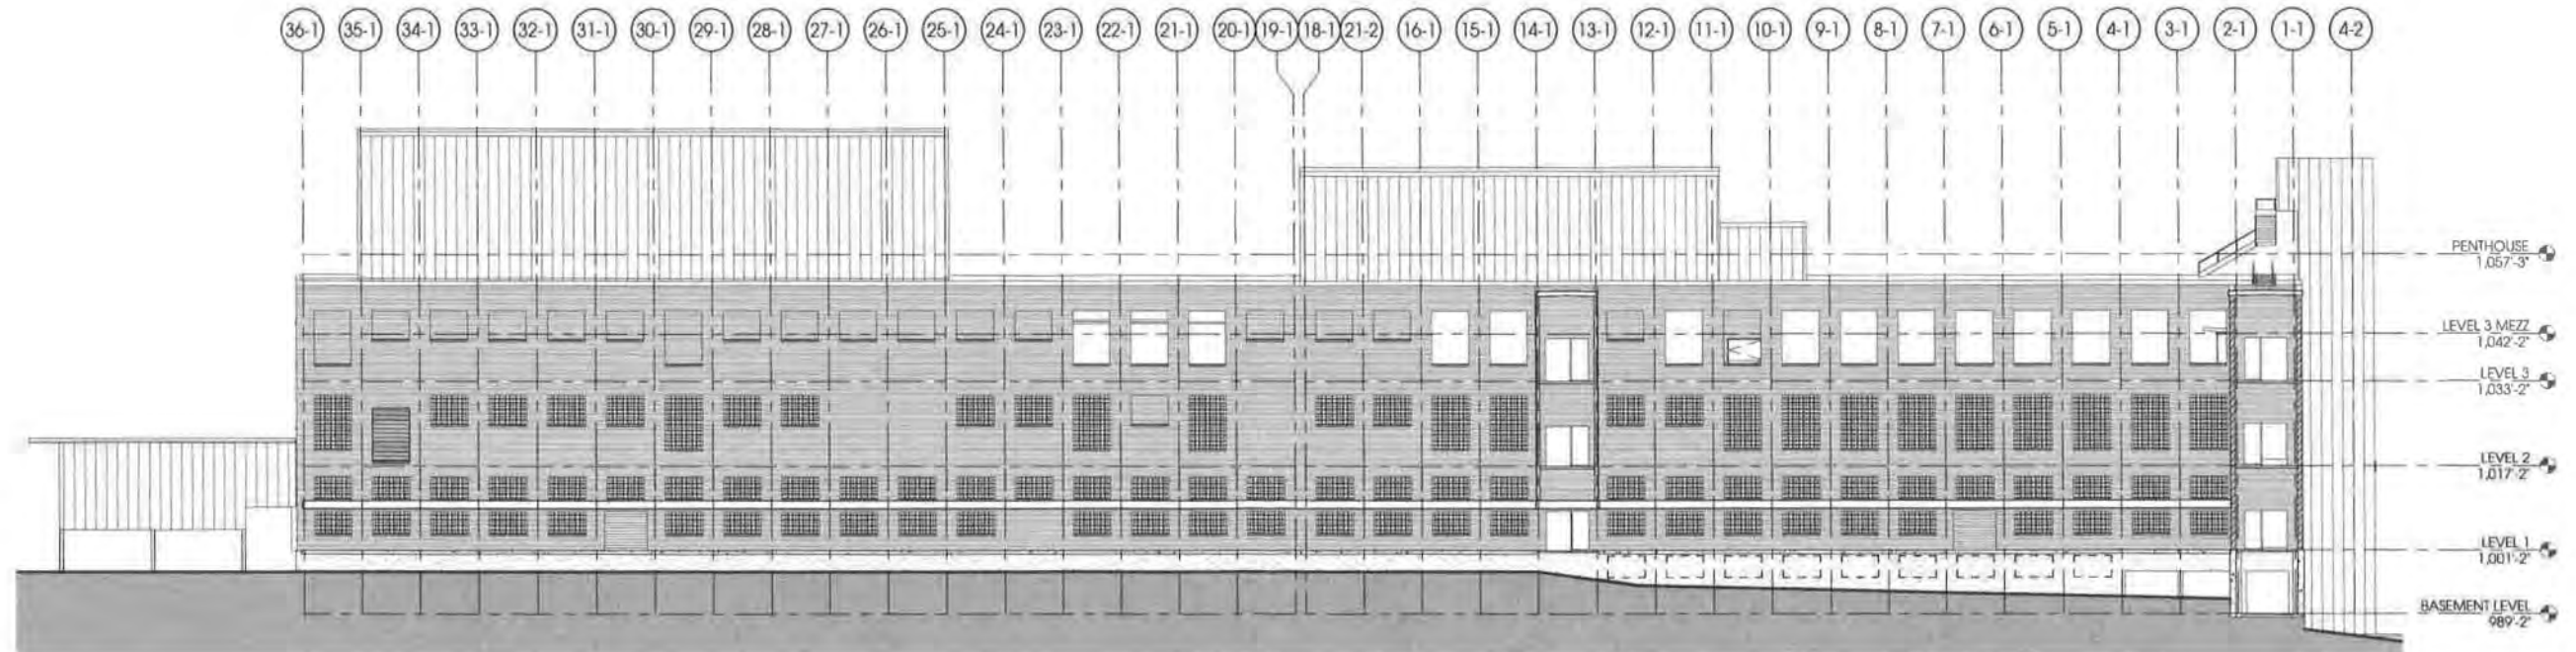 36-1 35-1 34-1 33-1 32-1 31-1 30-1 29-1 28-1 27-1 26-1 25-1 24-1 23-1 22-1 21-1 20-1 19-1 18-1 21-2 16-1 15-1 14-1 13-1 12-1 11-1 10-1 9-1 8-1 7-1 6-1 5-1 4-1 3-1 2-1 1-1 4-2
PENTHOUSE
1,057'-3"
LEVEL 3 MEZZ
1,042'-2"
LEVEL 3
1,033'-2"
LEVEL 2
1,017'-2"
LEVEL 1
1,001'-2"
BASEMENT LEVEL
989'-2"